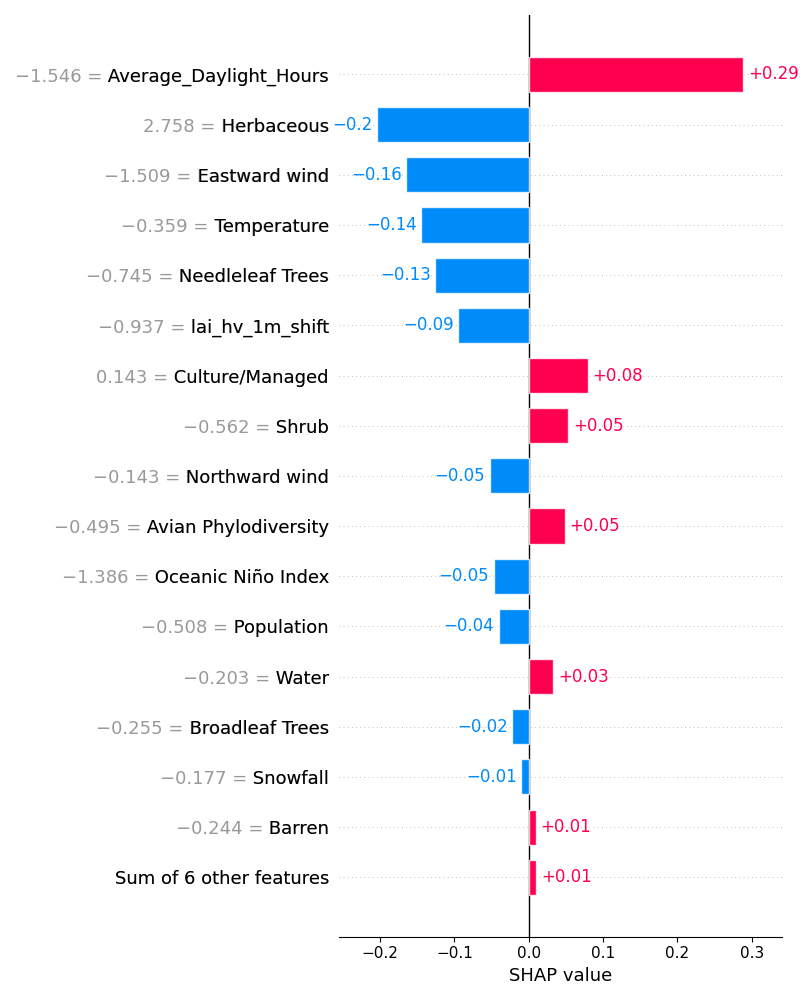 −1.546 = Average_Daylight_Hours +0.29
2.758 = Herbaceous −0.2
−1.509 = Eastward wind −0.16
−0.359 = Temperature −0.14
−0.745 = Needleleaf Trees −0.13
−0.937 = lai_hv_1m_shift −0.09
0.143 = Culture/Managed +0.08
−0.562 = Shrub +0.05
−0.143 = Northward wind −0.05
−0.495 = Avian Phylodiversity +0.05
−1.386 = Oceanic Niño Index −0.05
−0.508 = Population −0.04
−0.203 = Water +0.03
−0.255 = Broadleaf Trees −0.02
−0.177 = Snowfall −0.01
−0.244 = Barren +0.01
Sum of 6 other features +0.01
−0.2 −0.1 0.0 0.1 0.2 0.3
SHAP value